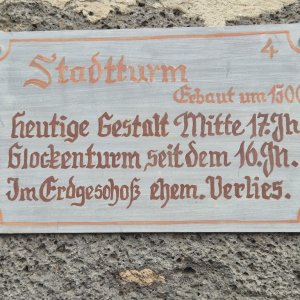 4
Stadtturm
Erbaut um 1300
heutige Gestalt Mitte 17. Jh.
Glockenturm, seit dem 16. Jh.
Im Erdgeschoß ehem. Verlies.